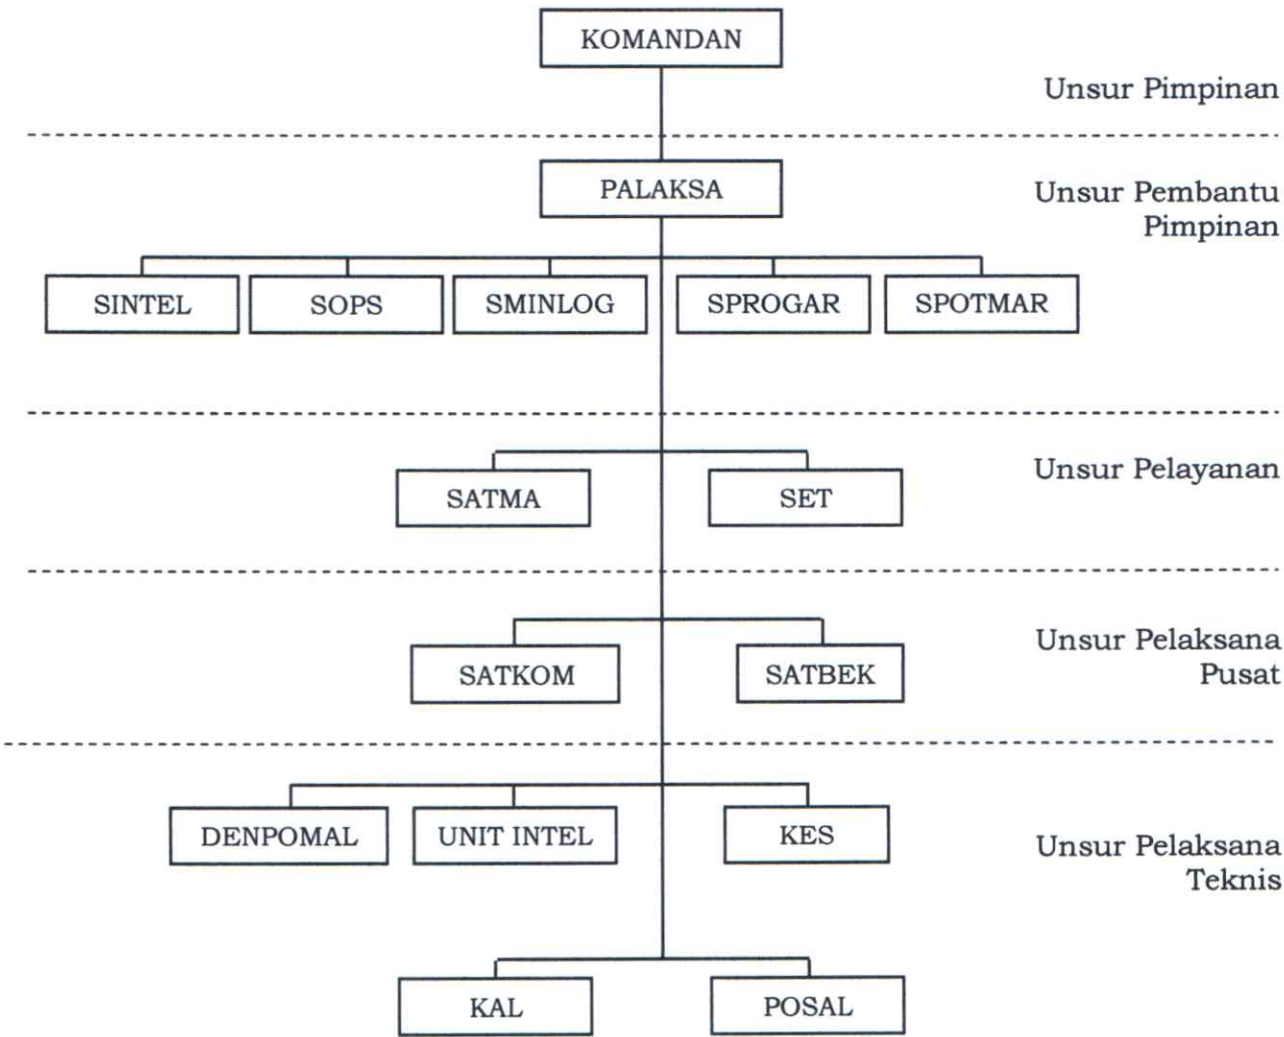 KOMANDAN
Unsur Pimpinan
PALAKSA
Unsur Pembantu
Pimpinan
SINTEL
SOPS
SMINLOG
SPROGAR
SPOTMAR
Unsur Pelayanan
SATMA
SET
Unsur Pelaksana
Pusat
SATKOM
SATBEK
DENPOMAL
UNIT INTEL
KES
Unsur Pelaksana
Teknis
KAL
POSAL